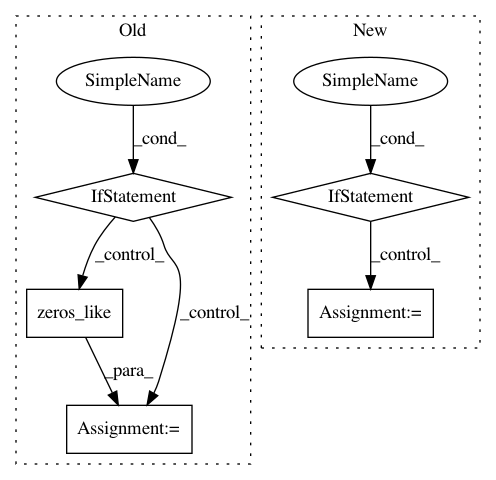 Old
SimpleName
_cond_
IfStatement
_control_
_control_
zeros_like
_para_
Assignment:=
New
SimpleName
_cond_
IfStatement
_control_
Assignment:=